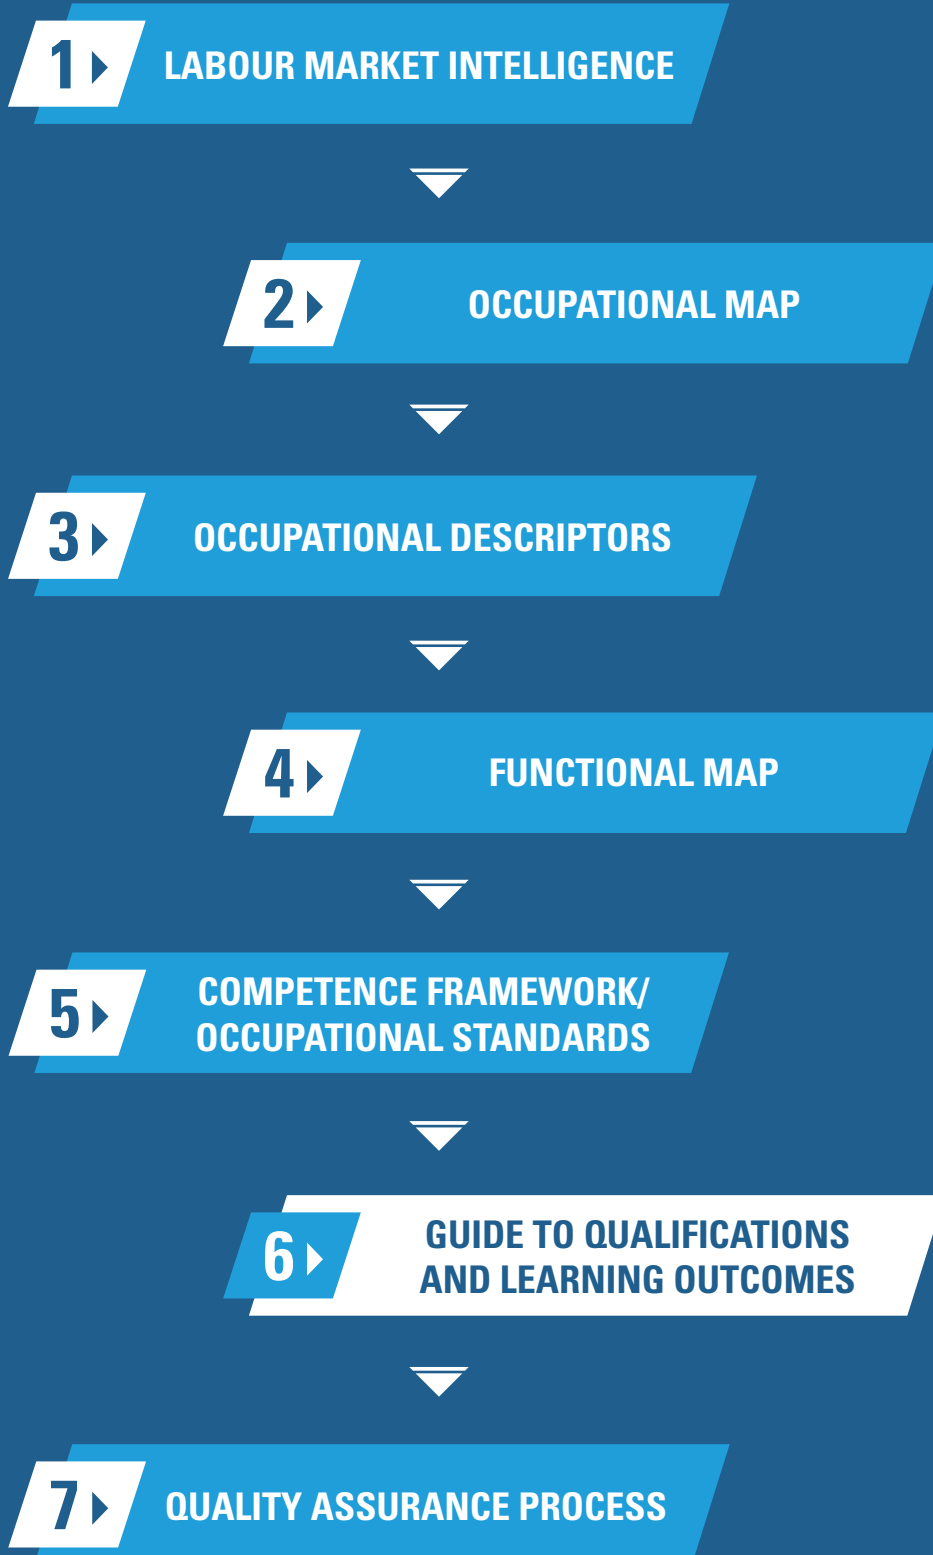 1
LABOUR MARKET INTELLIGENCE
2
OCCUPATIONAL MAP
3
OCCUPATIONAL DESCRIPTORS
4
FUNCTIONAL MAP
5
COMPETENCE FRAMEWORK/
OCCUPATIONAL STANDARDS
6
GUIDE TO QUALIFICATIONS
AND LEARNING OUTCOMES
7
QUALITY ASSURANCE PROCESS